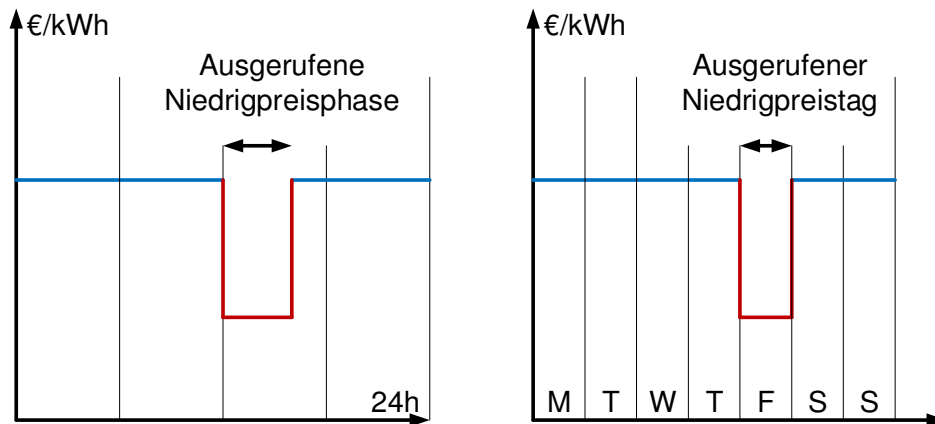 €/kWh
Ausgerufene
Niedrigpreisphase
24h
€/kWh
Ausgerufener
Niedrigpreistag
M T W T F S S